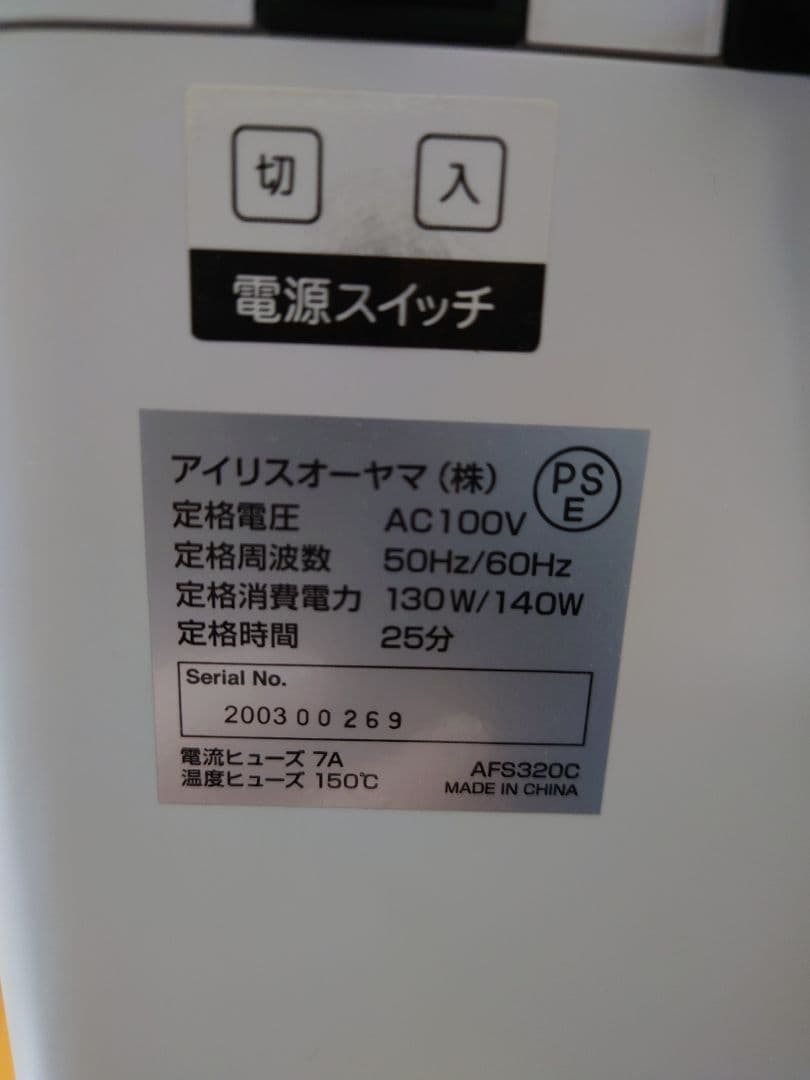 切 入
電源スイッチ
アイリスオーヤマ(株) PSE
定格電圧 AC100V
定格周波数 50Hz/60Hz
定格消費電力 130W/140W
定格時間 25分
Serial No.
200300269
電流ヒューズ 7A
温度ヒューズ 150℃
AFS320C
MADE IN CHINA